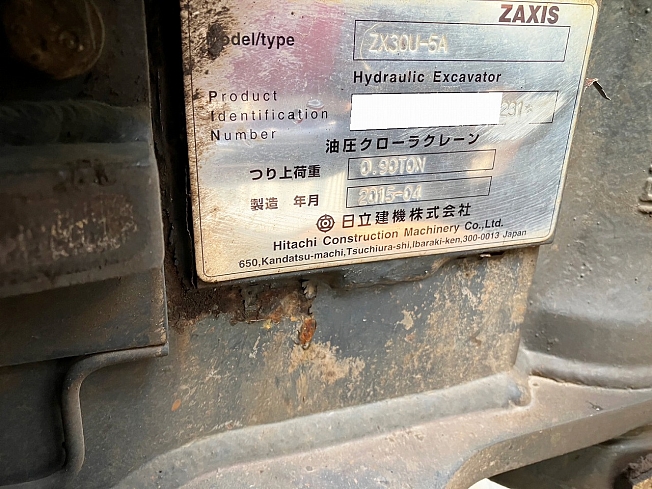 ZAXIS
Model/type ZX30U-5A
Hydraulic Excavator
Product
Identification 231*
Number
油圧クローラクレーン
つり上荷重 0.90TON
製造 年月 2015-04
日立建機株式会社
Hitachi Construction Machinery Co.,Ltd.
650,Kandatsu-machi,Tsuchiura-shi,Ibaraki-ken,300-0013 Japan